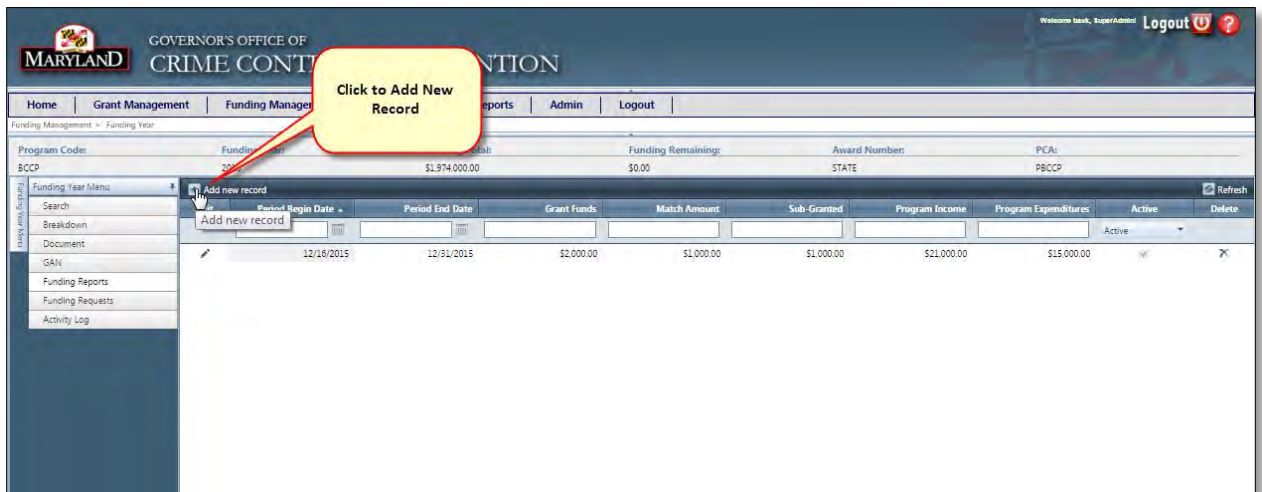 Welcome back, SuperAdmin! Logout
MARYLAND
GOVERNOR'S OFFICE OF
CRIME CONT NTION
Click to Add New
Record
Home | Grant Management | Funding Manager eports | Admin | Logout |
Funding Management > Funding Year
Program Code: Funding Funding Remaining: Award Number: PCA:
BCCP $1,974,000.00 $0.00 STATE PBCCP
Funding Year Menu
Funding Year Menu
Search
Breakdown
Document
GAN
Funding Reports
Funding Requests
Activity Log
Add new record Refresh
Period Begin Date Period End Date Grant Funds Match Amount Sub-Granted Program Income Program Expenditures Active Delete
Add new record
Active
12/16/2015 12/31/2015 $2,000.00 $1,000.00 $1,000.00 $21,000.00 $15,000.00